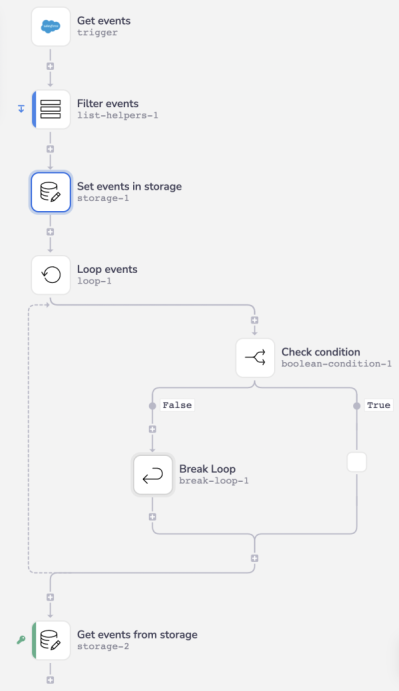 Get events
trigger
Filter events
list-helpers-1
Set events in storage
storage-1
Loop events
loop-1
Check condition
boolean-condition-1
False
True
Break Loop
break-loop-1
Get events from storage
storage-2